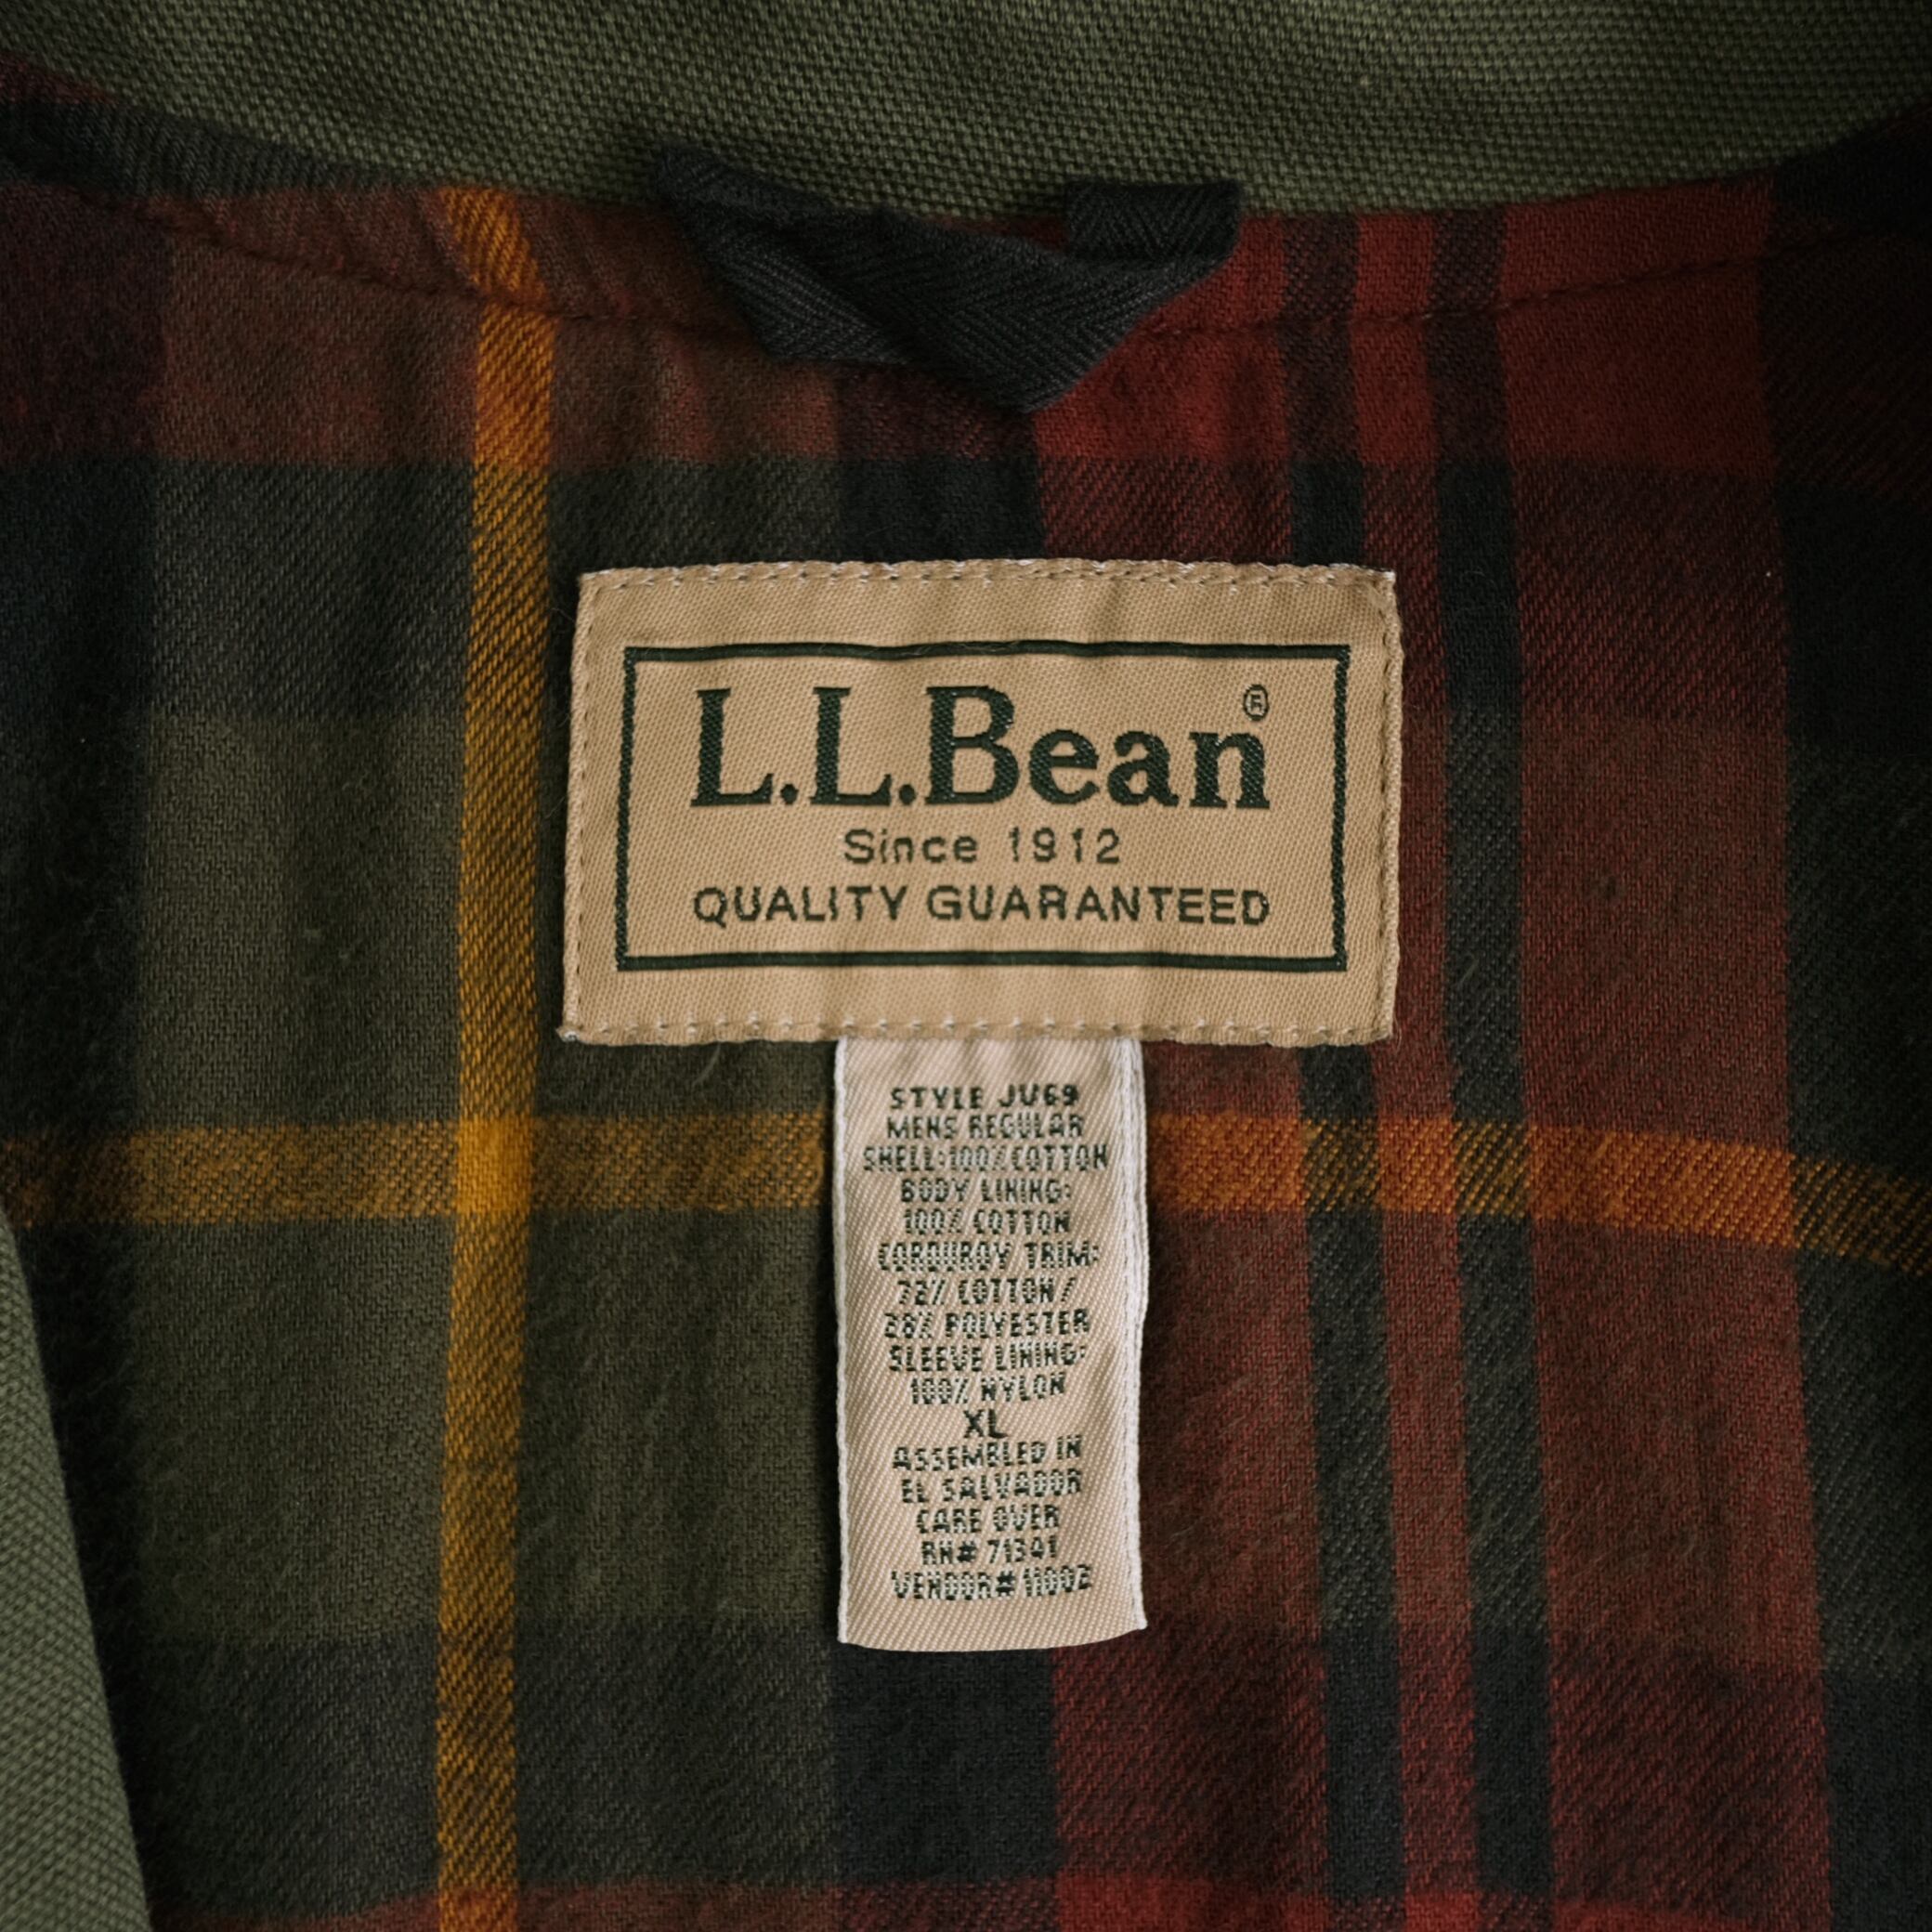 L.L.Bean®
Since 1912
QUALITY GUARANTEED
STYLE JU69
MENS REGULAR
SHELL:100%COTTON
BODY LINING:
100% COTTON
CORDUROY TRIM:
72% COTTON/
28% POLYESTER
SLEEVE LINING:
100% NYLON
XL
ASSEMBLED IN
EL SALVADOR
CARE OVER
RN# 71341
VENDOR# 11002